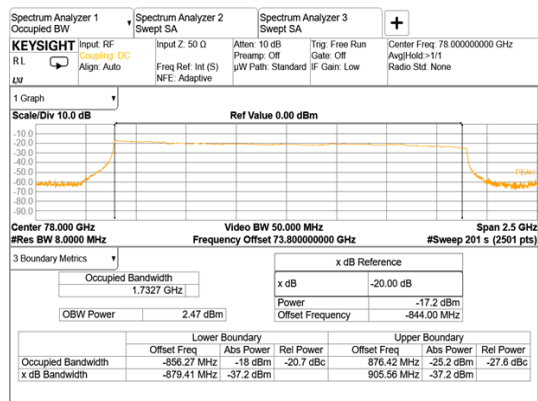 Spectrum Analyzer 1 Spectrum Analyzer 2 Spectrum Analyzer 3
Occupied BW Swept SA Swept SA
KEYSIGHT Input: RF Input Z: 50 Ω Atten: 10 dB Trig: Free Run Center Freq: 78.000000000 GHz
RL Coupling: DC Preamp: Off Gate: Off Avg|Hold:>1/1
Align: Auto Freq Ref: Int (S) µW Path: Standard IF Gain: Low Radio Std: None
NFE: Adaptive
LXI
1 Graph
Scale/Div 10.0 dB Ref Value 0.00 dBm
-10.0
-20.0
-30.0
-40.0
-50.0
-60.0
-70.0
-80.0
-90.0
PEAK
Center 78.000 GHz Video BW 50.000 MHz Span 2.5 GHz
#Res BW 8.0000 MHz Frequency Offset 73.800000000 GHz #Sweep 201 s (2501 pts)
3 Boundary Metrics
Occupied Bandwidth
1.7327 GHz
OBW Power 2.47 dBm
x dB Reference
x dB -20.00 dB
Power -17.2 dBm
Offset Frequency -844.00 MHz
Lower Boundary Upper Boundary
Offset Freq Abs Power Rel Power Offset Freq Abs Power Rel Power
Occupied Bandwidth -856.27 MHz -18 dBm -20.7 dBc 876.42 MHz -25.2 dBm -27.6 dBc
x dB Bandwidth -879.41 MHz -37.2 dBm 905.56 MHz -37.2 dBm